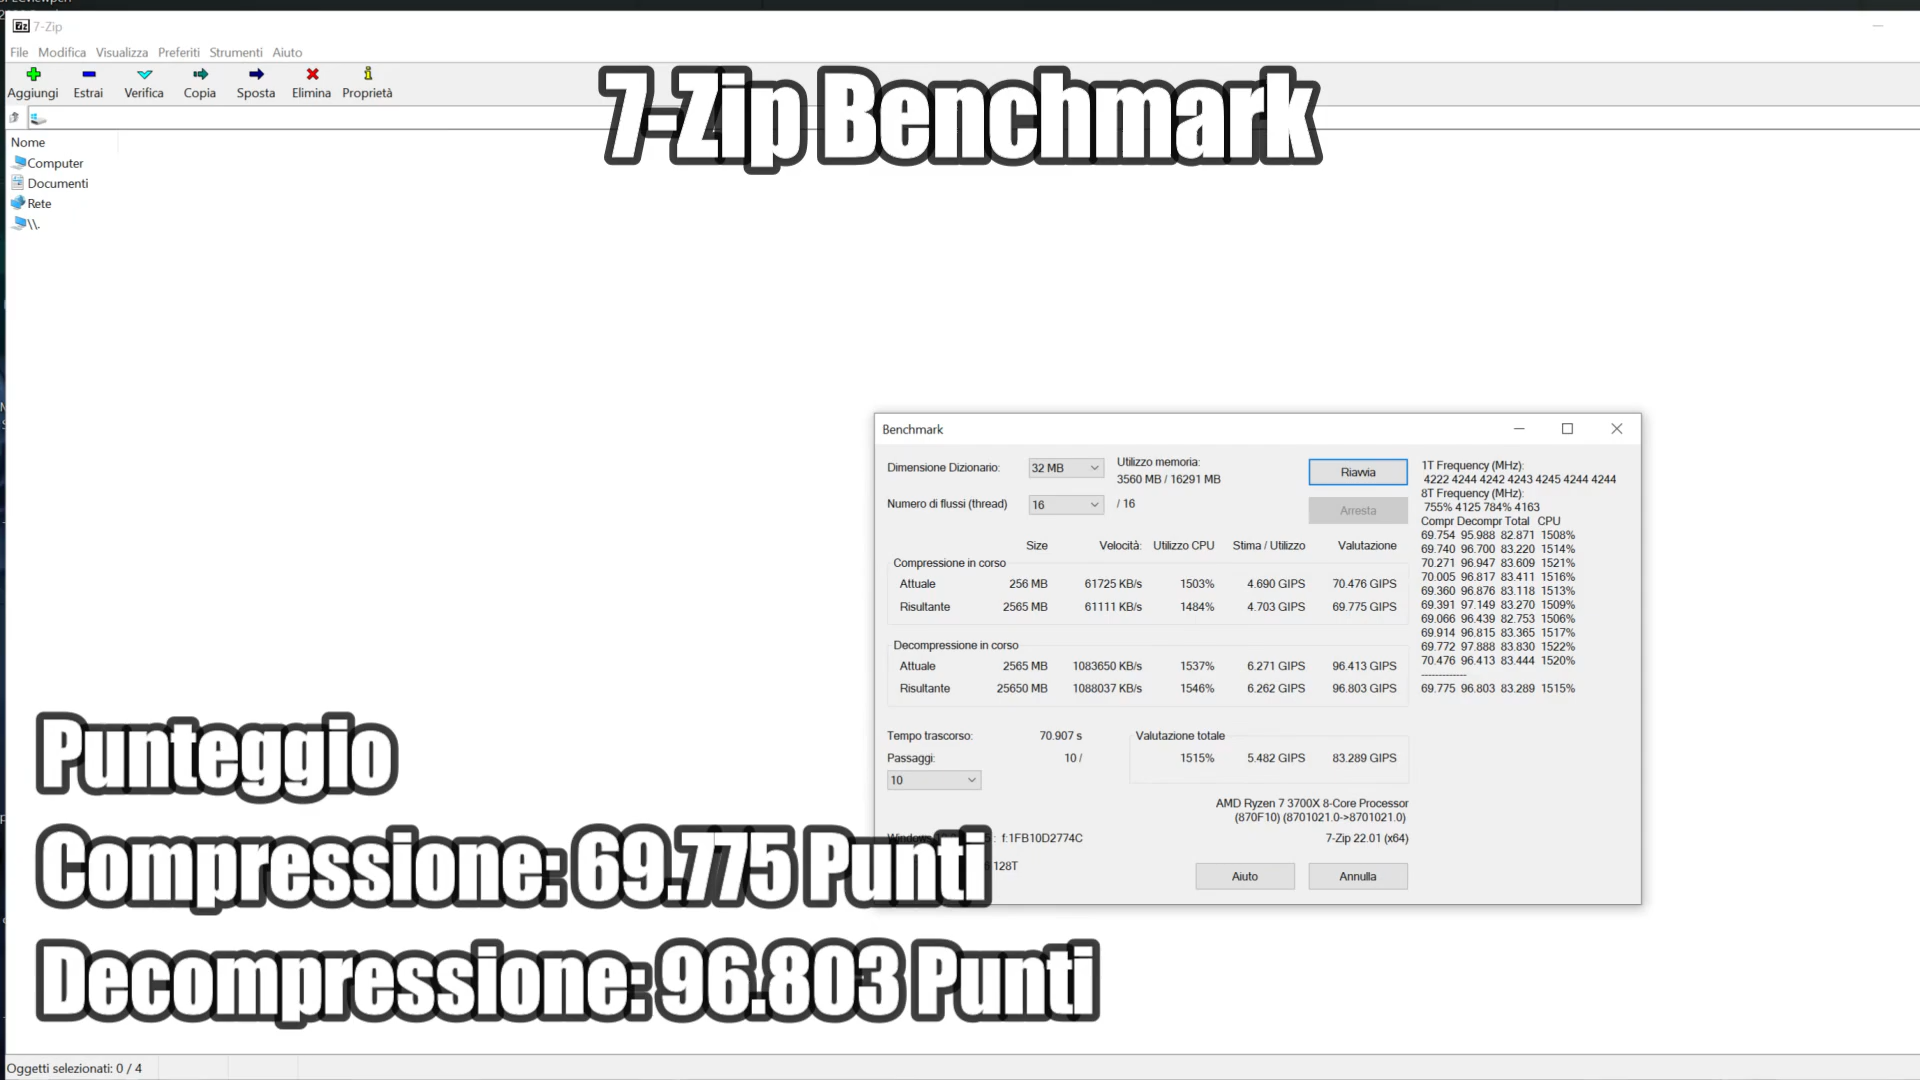 7-Zip
File Modifica Visualizza Preferiti Strumenti Aiuto
Aggiungi Estrai Verifica Copia Sposta Elimina Proprietà
7-Zip Benchmark
Nome
Computer
Documenti
Rete
\\.
Benchmark
Dimensione Dizionario: 32 MB
Utilizzo memoria:
3560 MB / 16291 MB
Riavvia
Numero di flussi (thread) 16 / 16
Arresta
Size Velocità: Utilizzo CPU Stima / Utilizzo Valutazione
Compressione in corso
Attuale 256 MB 61725 KB/s 1503% 4.690 GIPS 70.476 GIPS
Risultante 2565 MB 61111 KB/s 1484% 4.703 GIPS 69.775 GIPS
Decompressione in corso
Attuale 2565 MB 1083650 KB/s 1537% 6.271 GIPS 96.413 GIPS
Risultante 25650 MB 1088037 KB/s 1546% 6.262 GIPS 96.803 GIPS
Tempo trascorso: 70.907 s
Passaggi: 10 /
10
Valutazione totale
1515% 5.482 GIPS 83.289 GIPS
AMD Ryzen 7 3700X 8-Core Processor
(870F10) (8701021.0->8701021.0)
Windows : f:1FB10D2774C
7-Zip 22.01 (x64)
128T
Aiuto Annulla
1T Frequency (MHz):
4222 4244 4242 4243 4245 4244 4244
8T Frequency (MHz):
755% 4125 784% 4163
Compr Decompr Total CPU
69.754 95.988 82.871 1508%
69.740 96.700 83.220 1514%
70.271 96.947 83.609 1521%
70.005 96.817 83.411 1516%
69.360 96.876 83.118 1513%
69.391 97.149 83.270 1509%
69.066 96.439 82.753 1506%
69.914 96.815 83.365 1517%
69.772 97.888 83.830 1522%
70.476 96.413 83.444 1520%
-------------
69.775 96.803 83.289 1515%
Punteggio
Compressione: 69.775 Punti
Decompressione: 96.803 Punti
Oggetti selezionati: 0 / 4